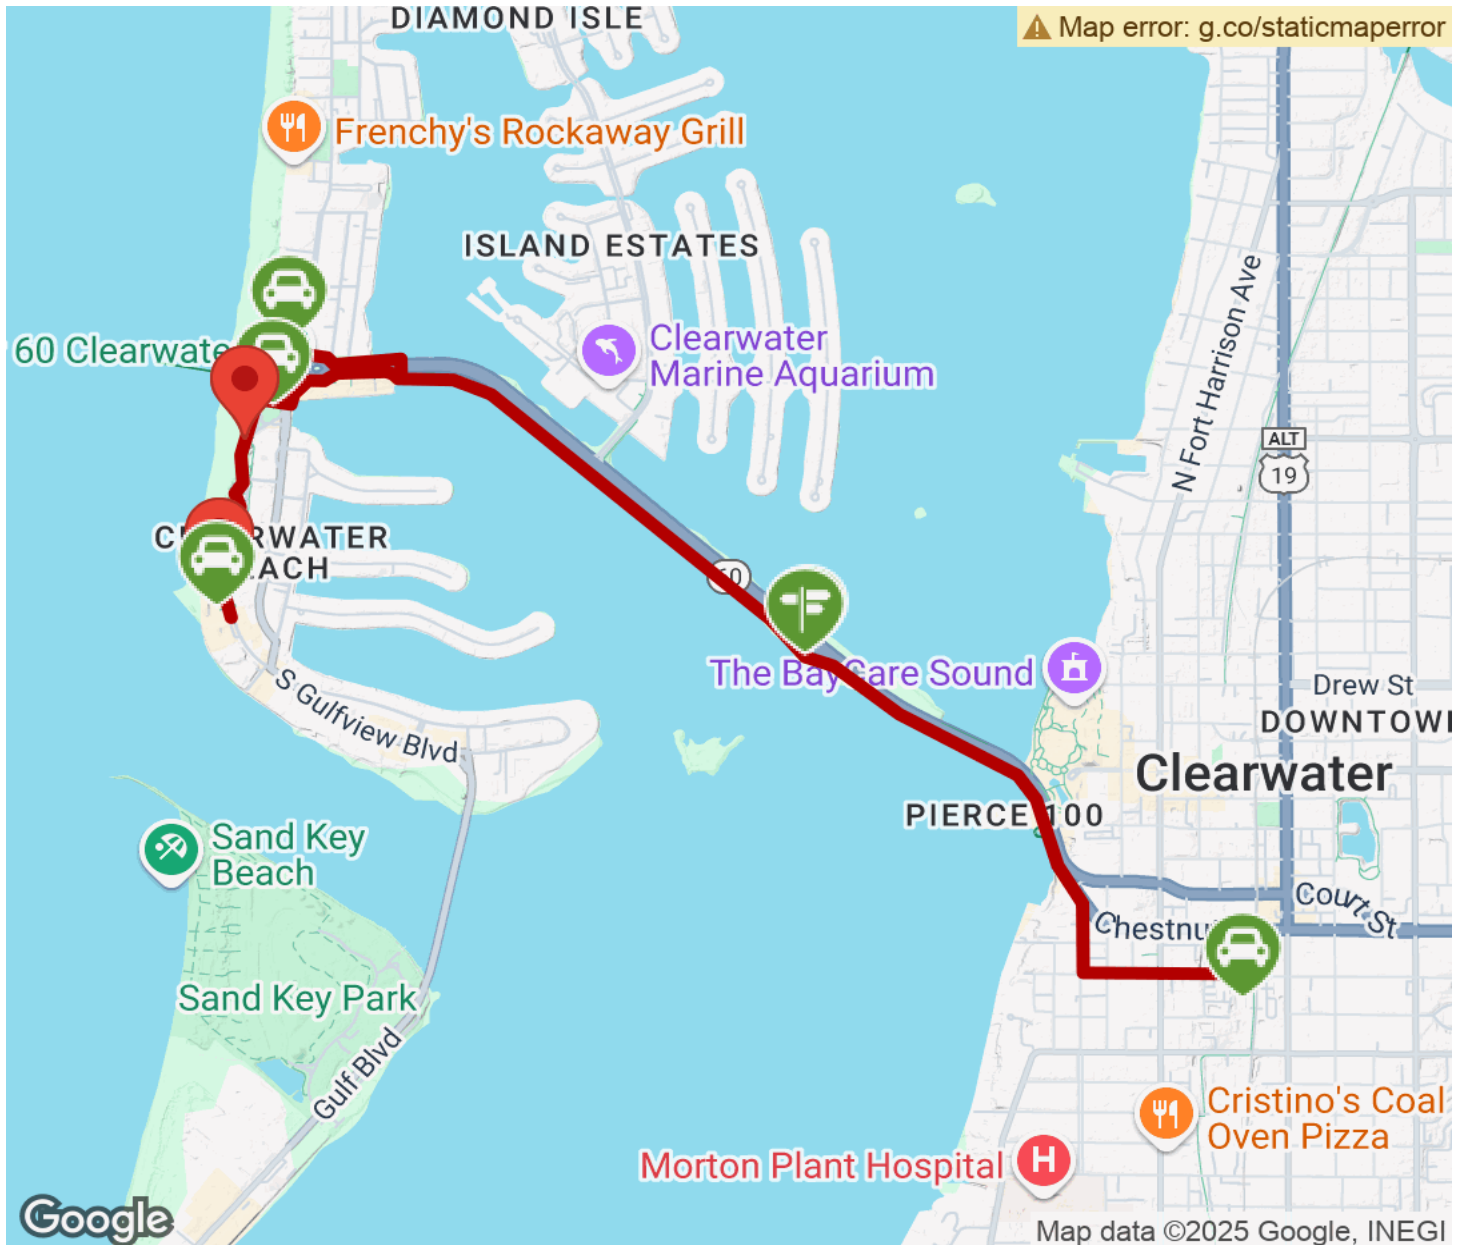 DIAMOND ISLE
Map error: g.co/staticmaperror
Frenchy's Rockaway Grill
ISLAND ESTATES
N Fort Harrison Ave
60 Clearwate
Clearwater
Marine Aquarium
ALT
19
CLEARWATER
60
The BayCare Sound
Drew St
DOWNTOW
S Gulfview Blvd
Clearwater
PIERCE 100
Sand Key
Beach
Court St
Chestnu
Sand Key Park
Gulf Blvd
Cristino's Coal
Oven Pizza
Morton Plant Hospital
H
Google
Map data ©2025 Google, INEGI